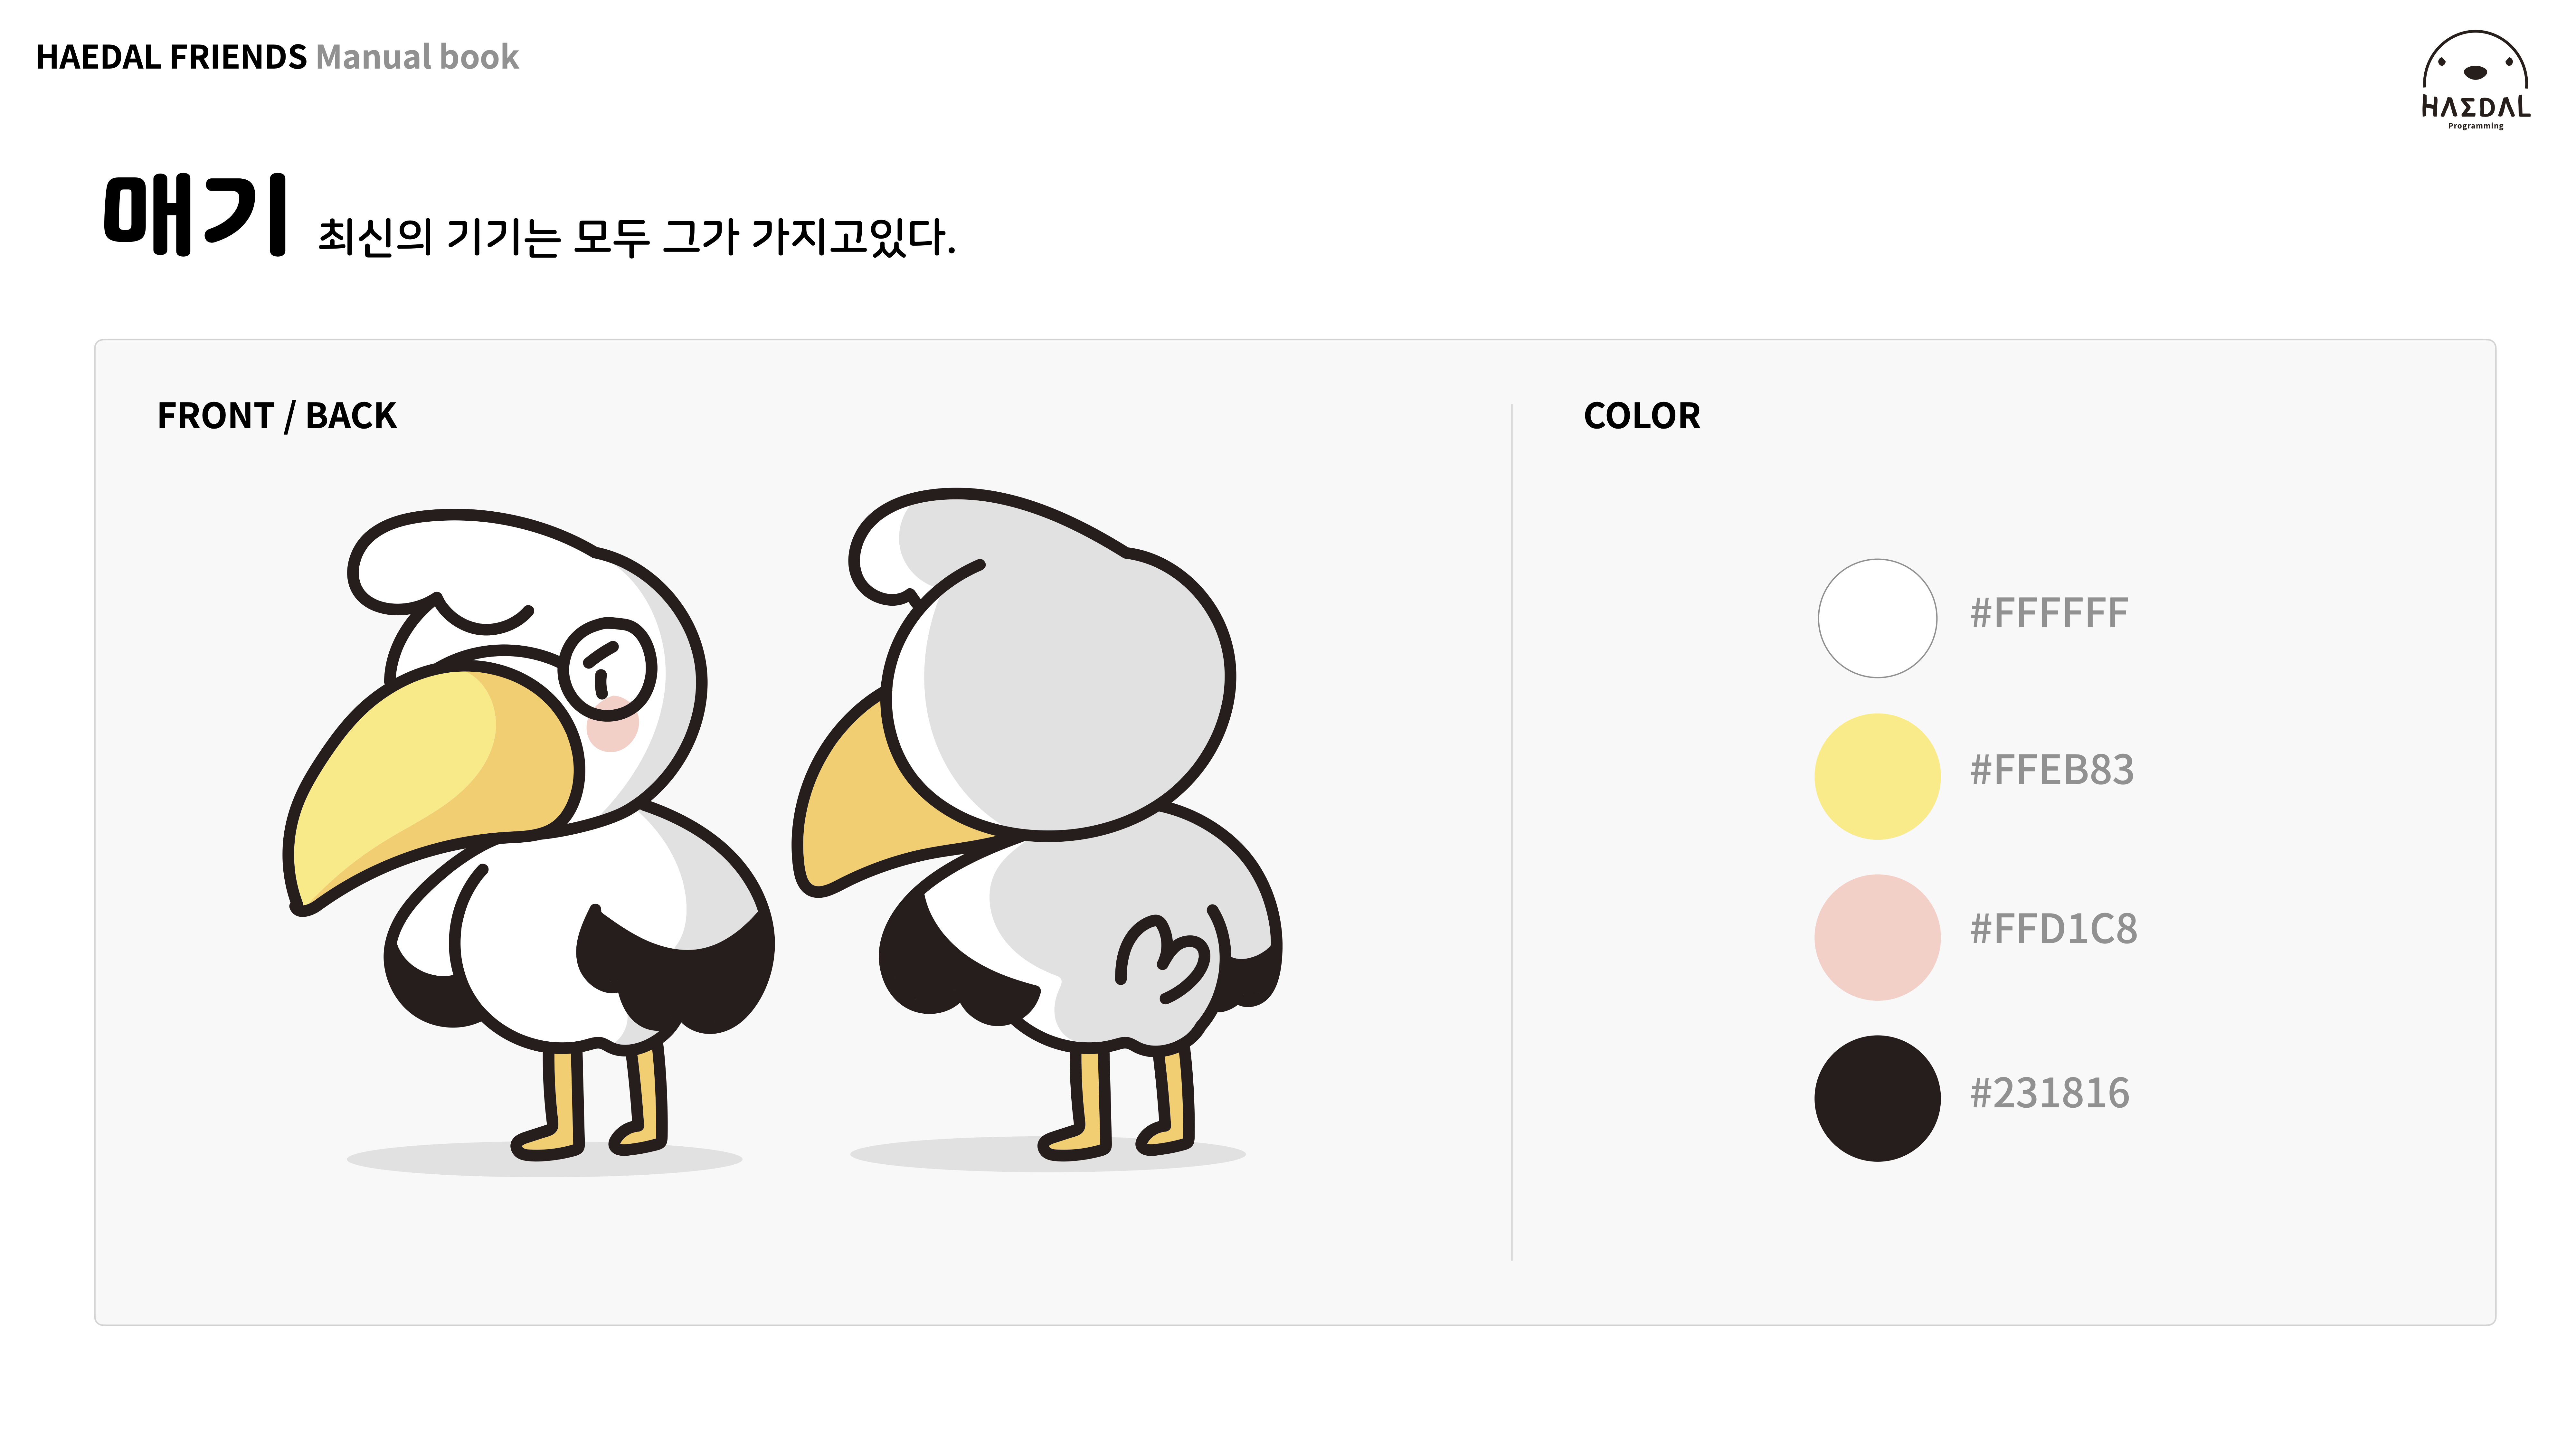 HAEDAL FRIENDS Manual book
HΛΣDΛL
Programming
매기 최신의 기기는 모두 그가 가지고있다.
FRONT / BACK
COLOR
#FFFFFF
#FFEB83
#FFD1C8
#231816